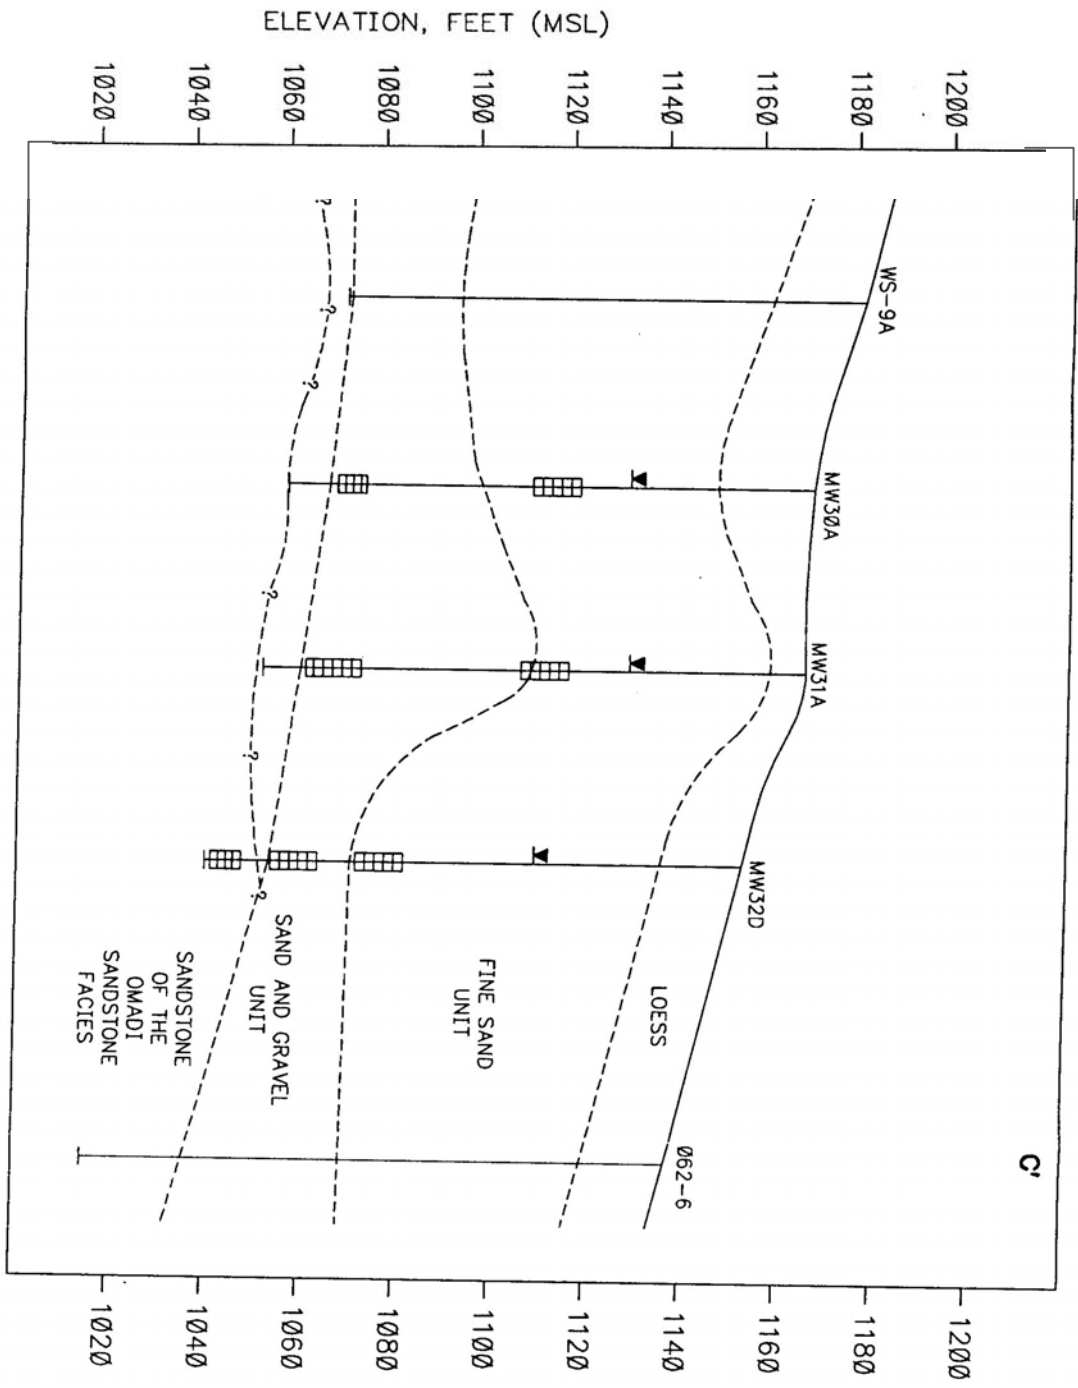 ELEVATION, FEET (MSL)
1020
1040
1060
1080
1100
1120
1140
1160
1180
1200
WS-9A
MW30A
MW31A
MW32D
062-6
C'
LOESS
FINE SAND
UNIT
SAND AND GRAVEL
UNIT
SANDSTONE
OF THE
OMADI
SANDSTONE
FACIES
?
?
?
?
?
?
1020
1040
1060
1080
1100
1120
1140
1160
1180
1200